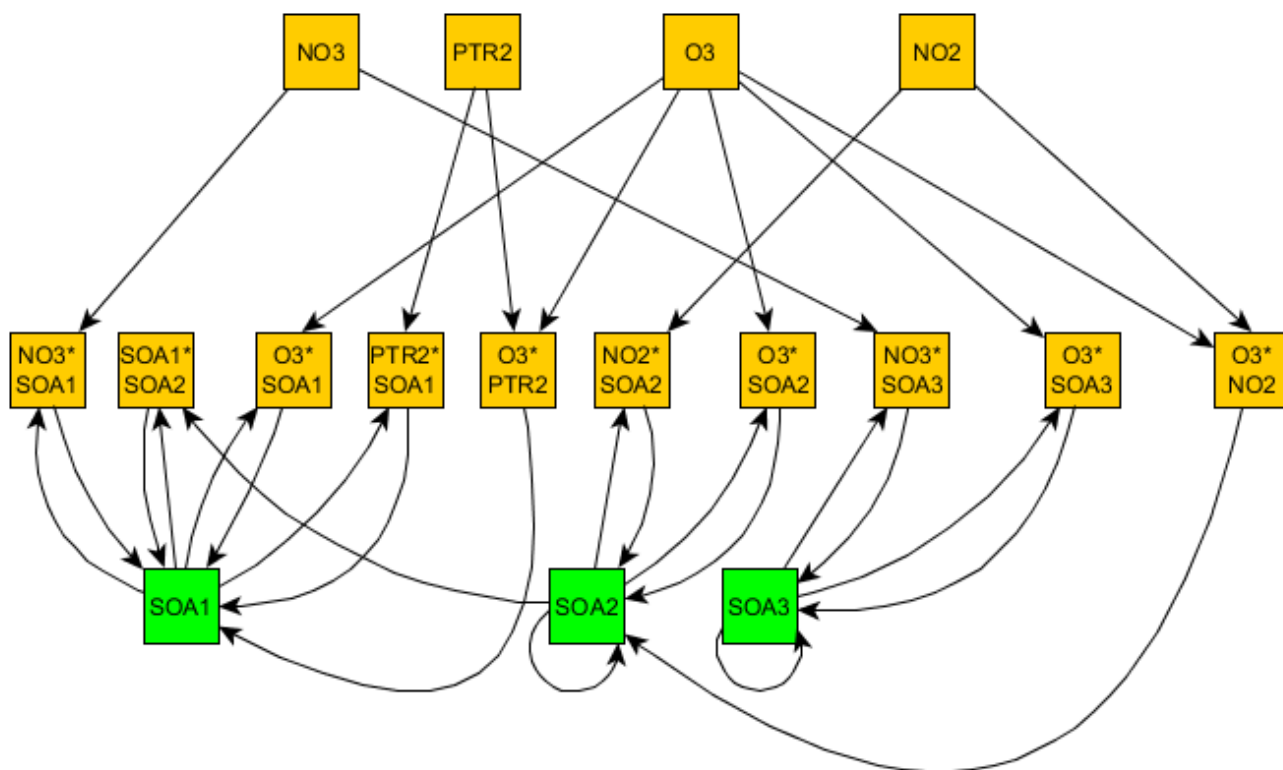 NO3
PTR2
O3
NO2
NO3*
SOA1
SOA1*
SOA2
O3*
SOA1
PTR2*
SOA1
O3*
PTR2
NO2*
SOA2
O3*
SOA2
NO3*
SOA3
O3*
SOA3
O3*
NO2
SOA1
SOA2
SOA3